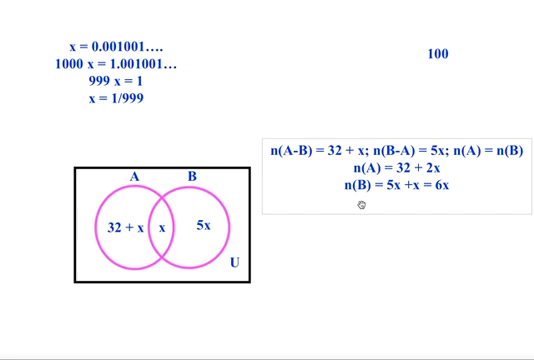 x = 0.001001….
1000 x = 1.001001…
999 x = 1
x = 1/999
100
n(A-B) = 32 + x; n(B-A) = 5x; n(A) = n(B)
n(A) = 32 + 2x
n(B) = 5x +x = 6x
A B
32 + x x 5x
U